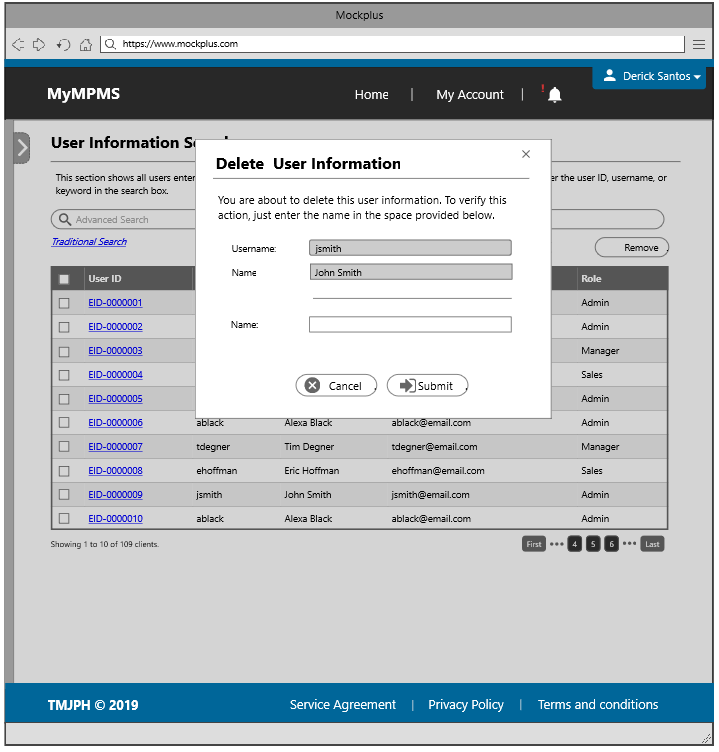 Mockplus
https://www.mockplus.com
Derick Santos
MyMPMS
Home | My Account |
!
User Information S
This section shows all users enter
er the user ID, username, or
keyword in the search box.
Advanced Search
Traditional Search
Remove
Delete User Information
You are about to delete this user information. To verify this
action, just enter the name in the space provided below.
Username: jsmith
Name John Smith
Name:
Cancel Submit
User ID Role
EID-0000001 Admin
EID-0000002 Admin
EID-0000003 Manager
EID-0000004 Sales
EID-0000005 Admin
EID-0000006 ablack Alexa Black ablack@email.com Admin
EID-0000007 tdegner Tim Degner tdegner@email.com Manager
EID-0000008 ehoffman Eric Hoffman ehoffman@email.com Sales
EID-0000009 jsmith John Smith jsmith@email.com Admin
EID-0000010 ablack Alexa Black ablack@email.com Admin
Showing 1 to 10 of 109 clients.
First ••• 4 5 6 ••• Last
TMJPH © 2019
Service Agreement | Privacy Policy | Terms and conditions